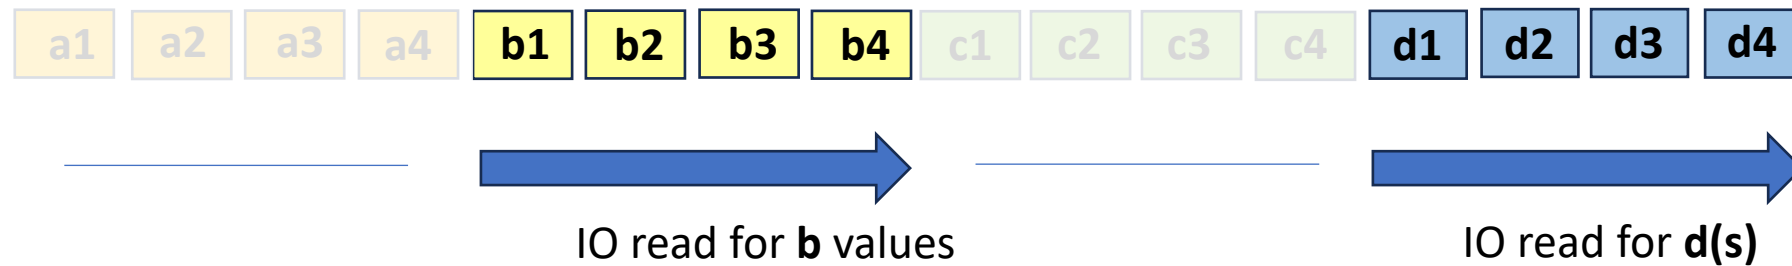 a1 a2 a3 a4 b1 b2 b3 b4 c1 c2 c3 c4 d1 d2 d3 d4
IO read for b values IO read for d(s)